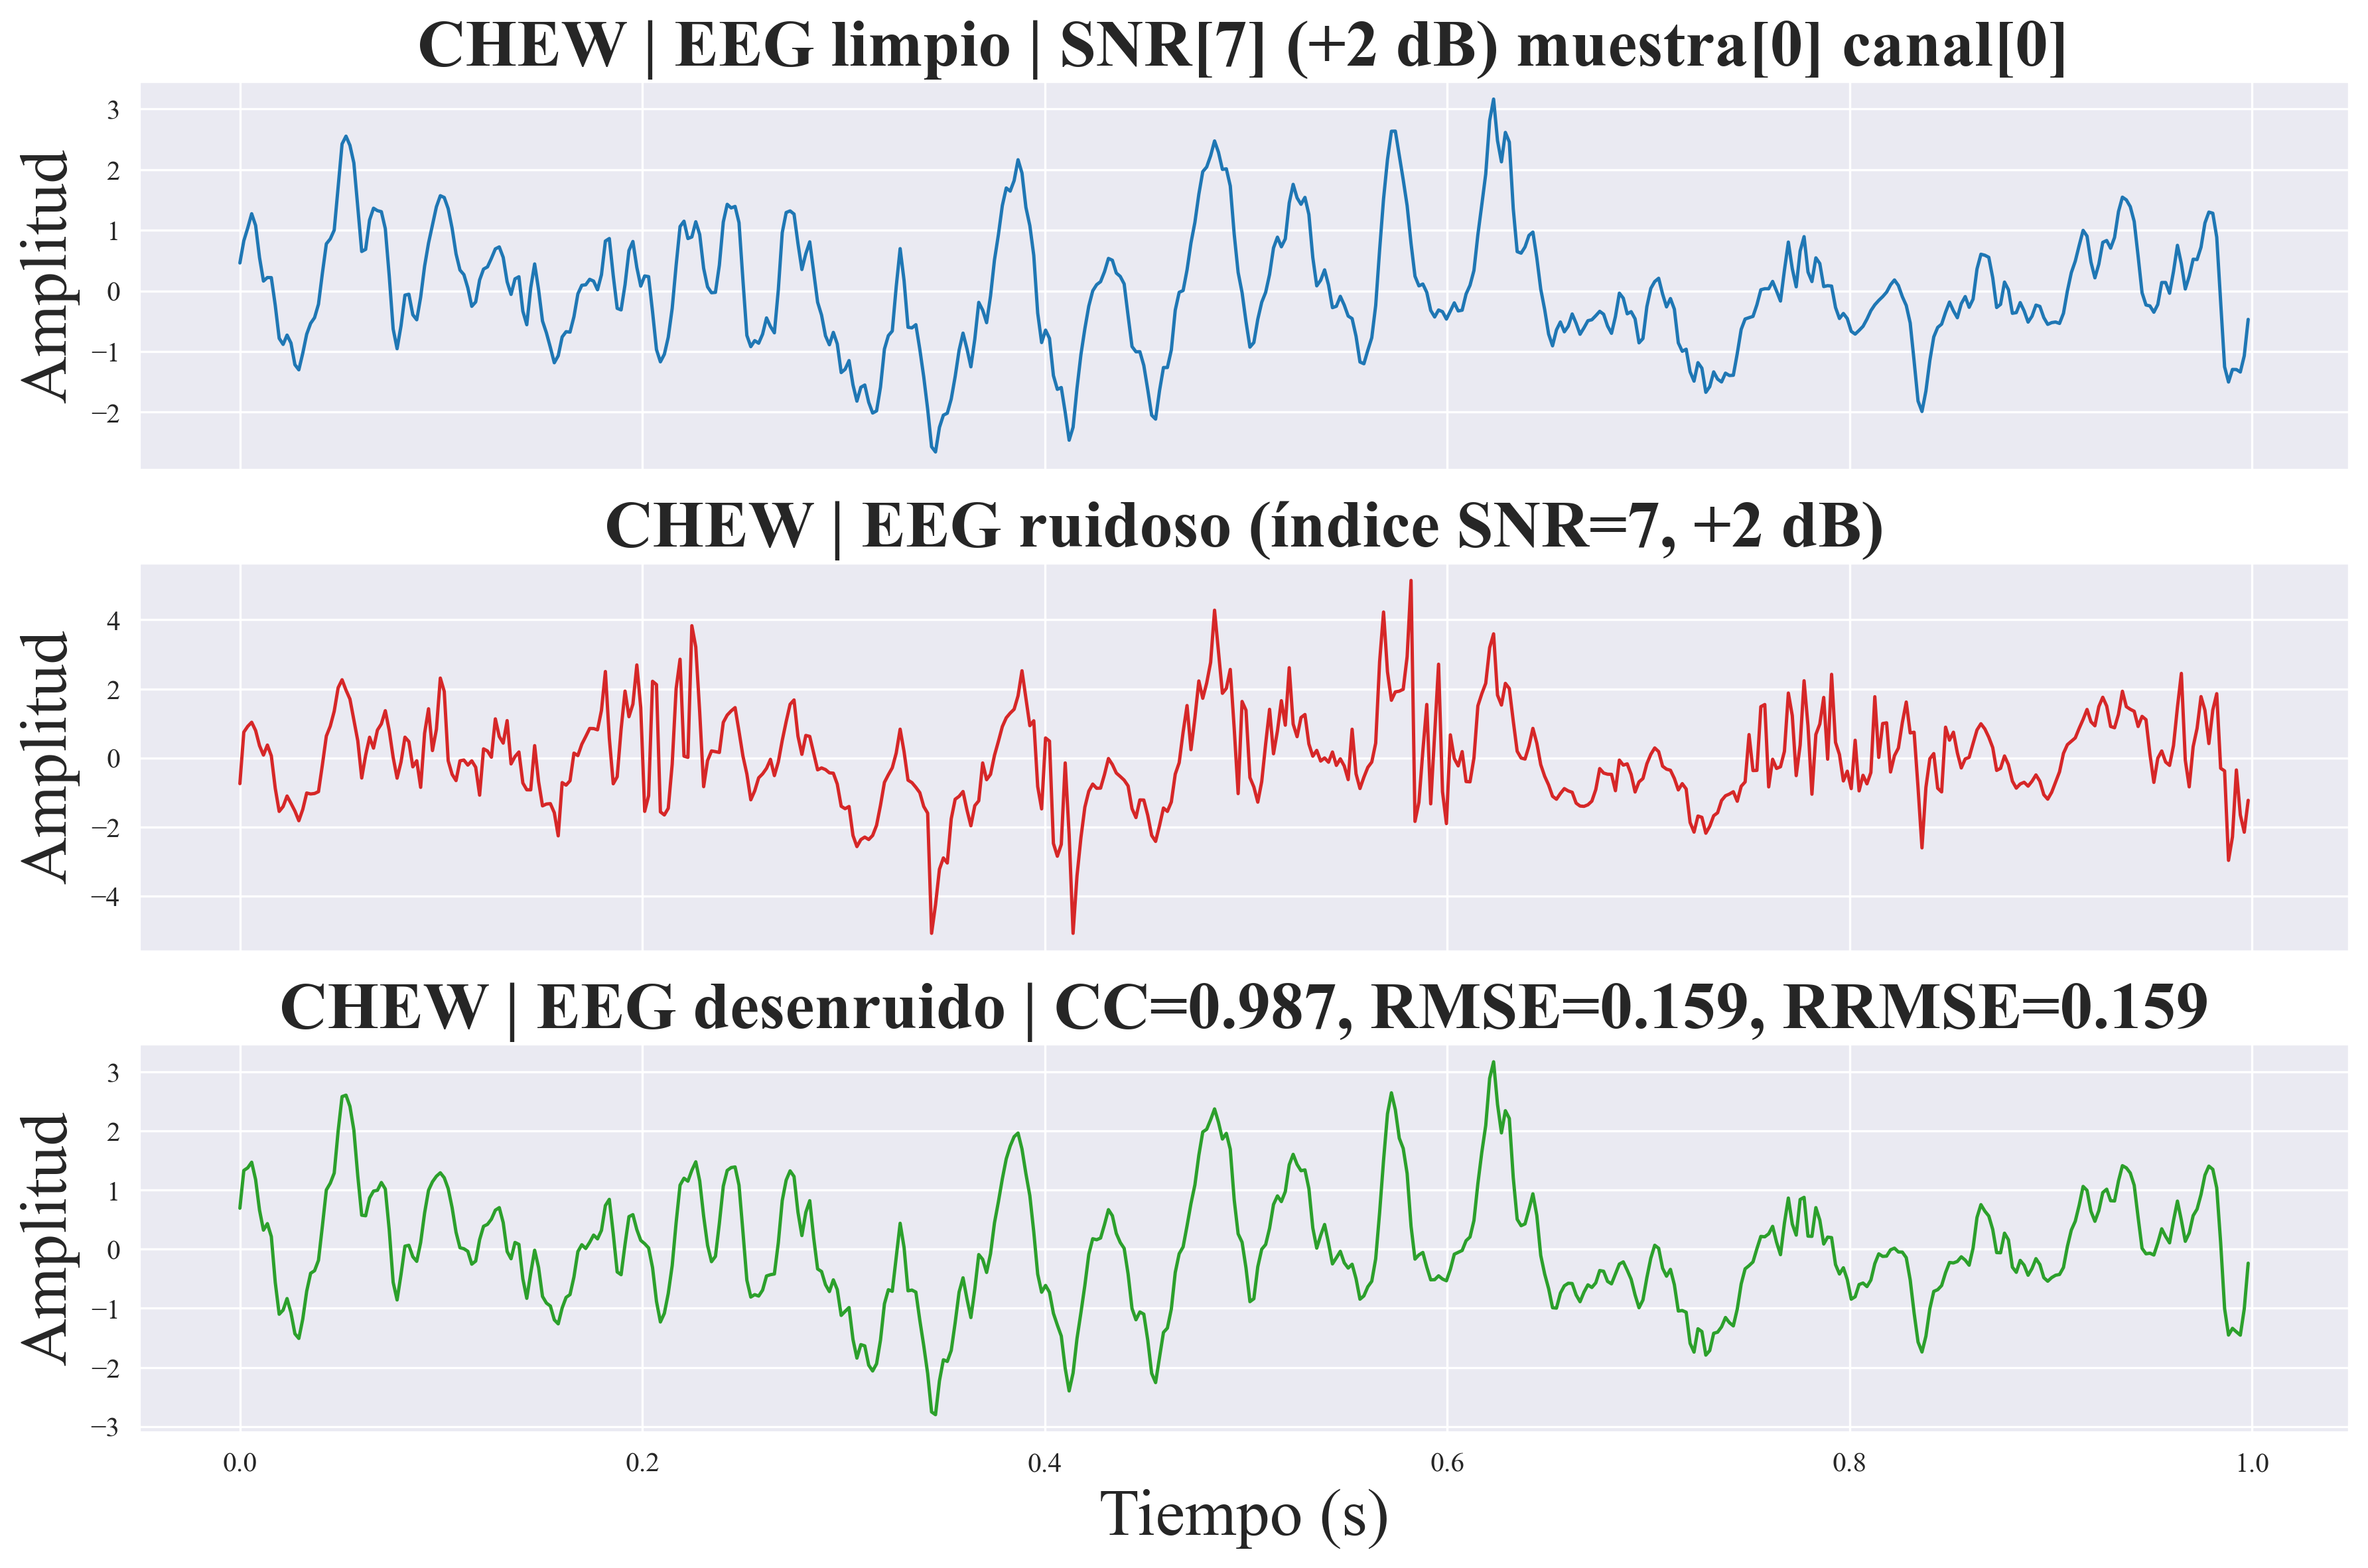 CHEW | EEG limpio | SNR[7] (+2 dB) muestra[0] canal[0]
3
2
1
0
−1
−2
Amplitud
CHEW | EEG ruidoso (índice SNR=7, +2 dB)
4
2
0
−2
−4
Amplitud
CHEW | EEG desenruido | CC=0.987, RMSE=0.159, RRMSE=0.159
3
2
1
0
−1
−2
−3
Amplitud
0.0 0.2 0.4 0.6 0.8 1.0
Tiempo (s)